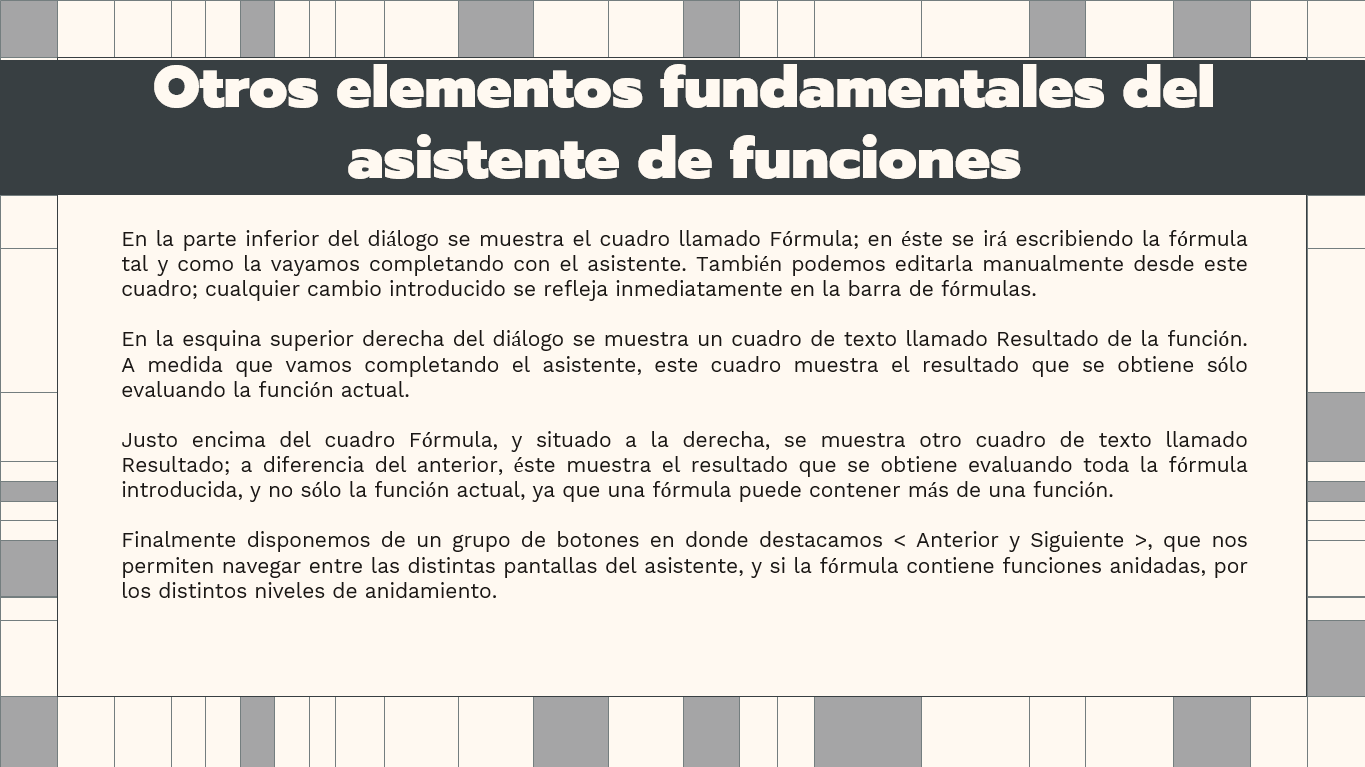 Otros elementos fundamentales del
asistente de funciones
En la parte inferior del diálogo se muestra el cuadro llamado Fórmula; en éste se irá escribiendo la fórmula
tal y como la vayamos completando con el asistente. También podemos editarla manualmente desde este
cuadro; cualquier cambio introducido se refleja inmediatamente en la barra de fórmulas.
En la esquina superior derecha del diálogo se muestra un cuadro de texto llamado Resultado de la función.
A medida que vamos completando el asistente, este cuadro muestra el resultado que se obtiene sólo
evaluando la función actual.
Justo encima del cuadro Fórmula, y situado a la derecha, se muestra otro cuadro de texto llamado
Resultado; a diferencia del anterior, éste muestra el resultado que se obtiene evaluando toda la fórmula
introducida, y no sólo la función actual, ya que una fórmula puede contener más de una función.
Finalmente disponemos de un grupo de botones en donde destacamos < Anterior y Siguiente >, que nos
permiten navegar entre las distintas pantallas del asistente, y si la fórmula contiene funciones anidadas, por
los distintos niveles de anidamiento.